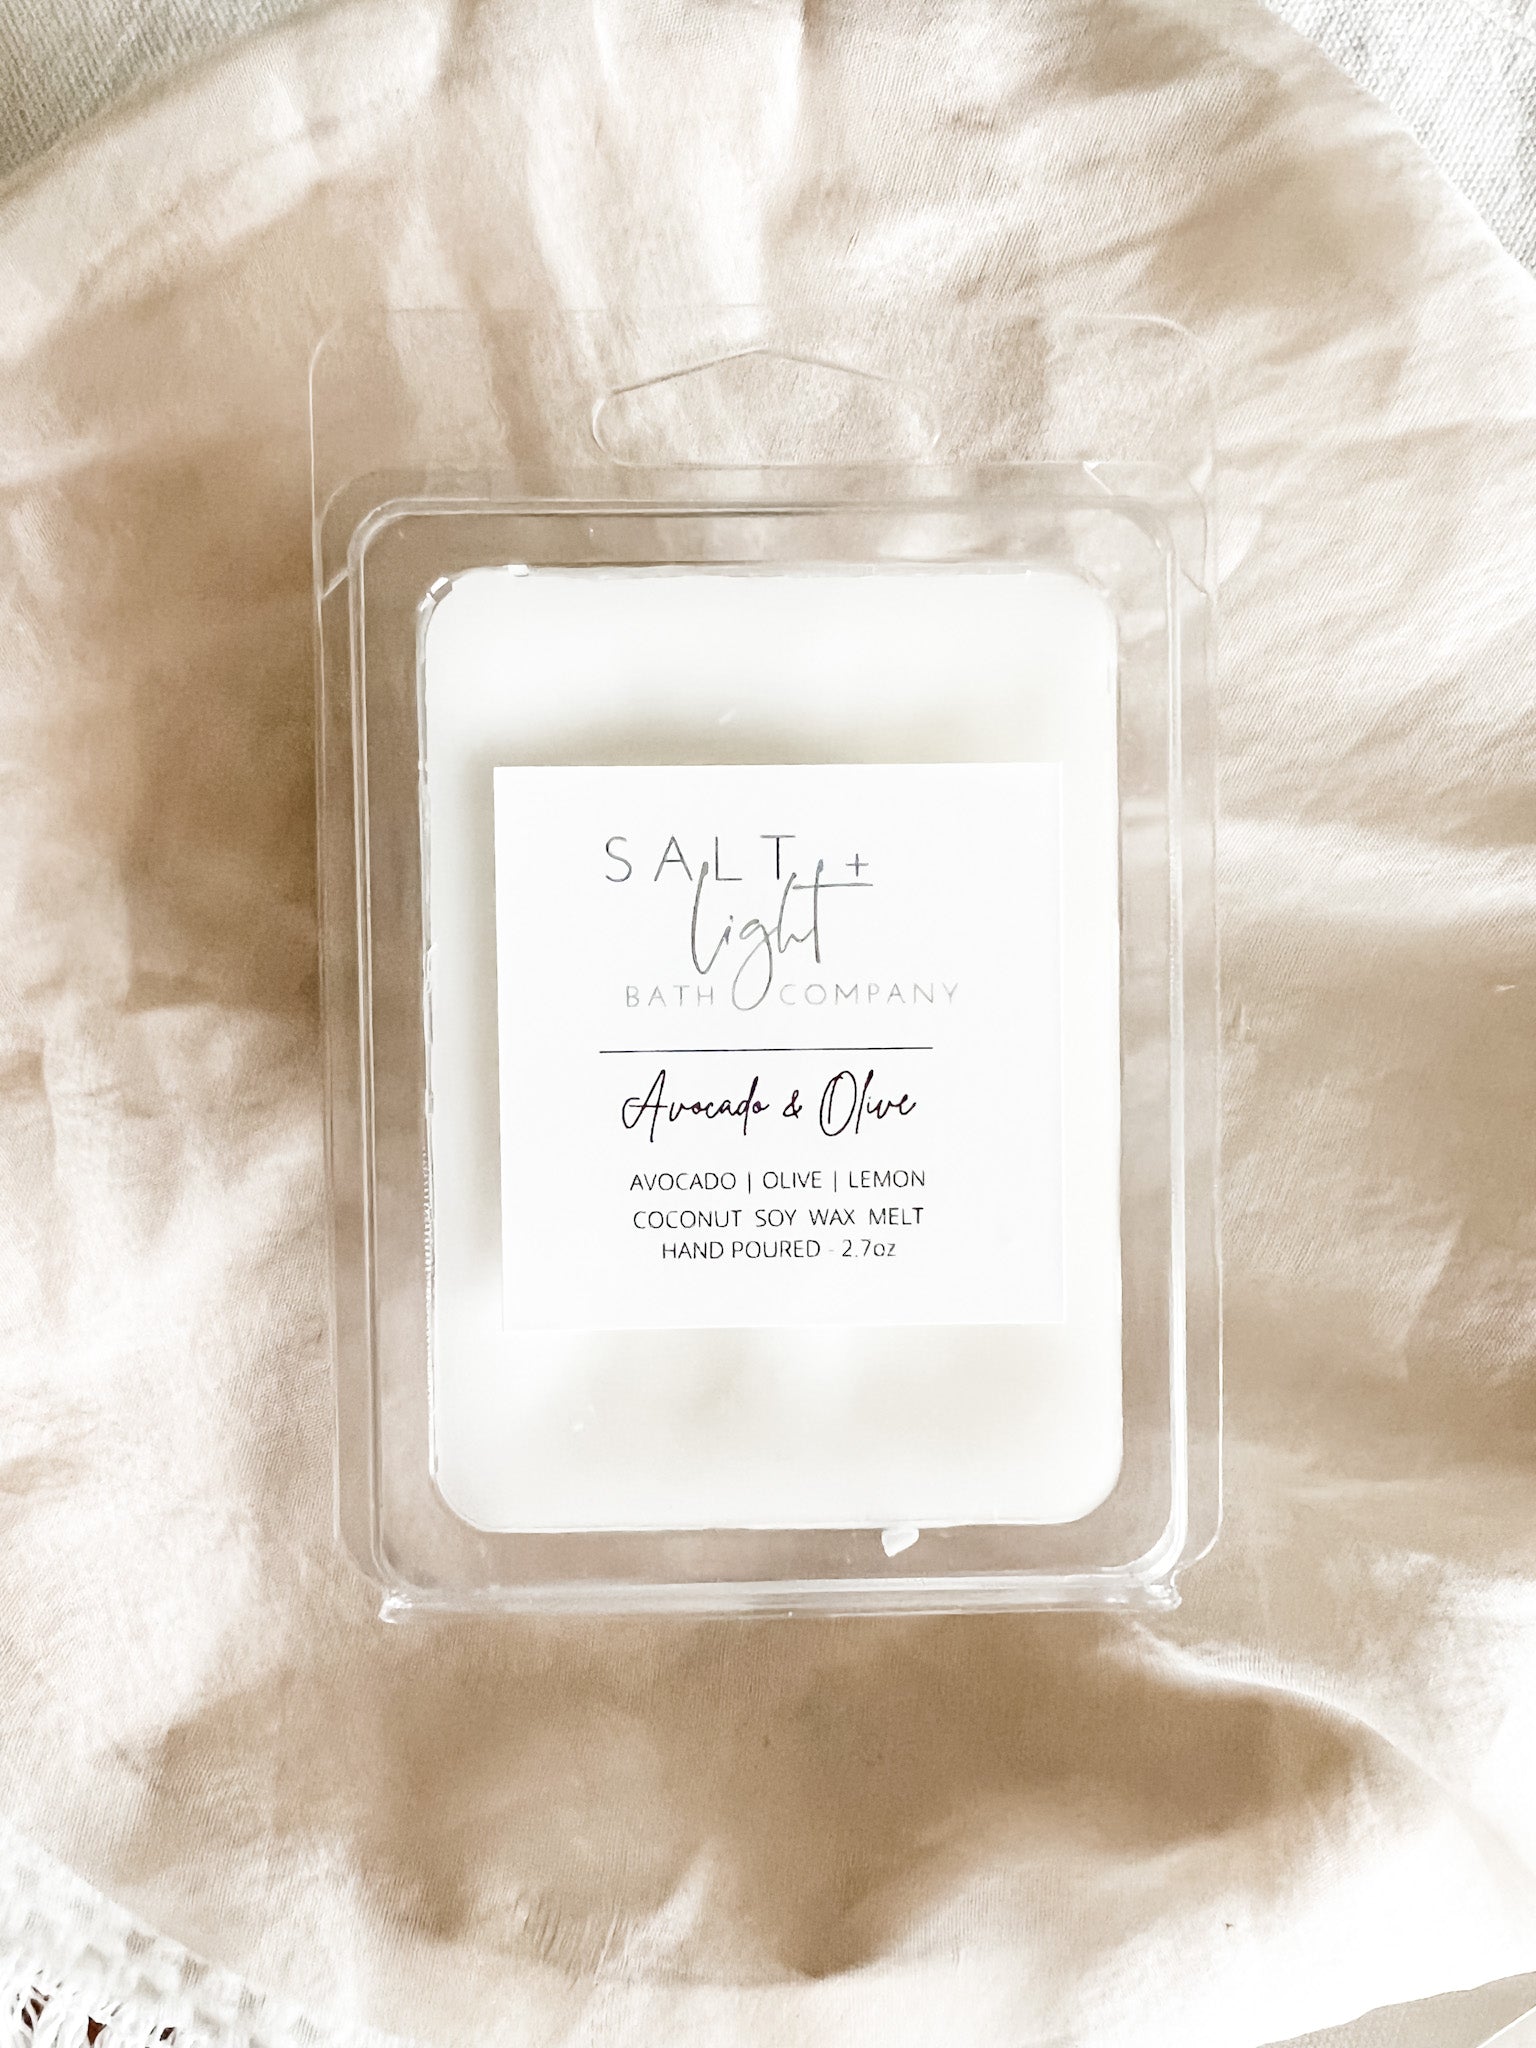 SALT +
Light
BATH COMPANY
Avocado & Olive
AVOCADO | OLIVE | LEMON
COCONUT SOY WAX MELT
HAND POURED - 2.7oz